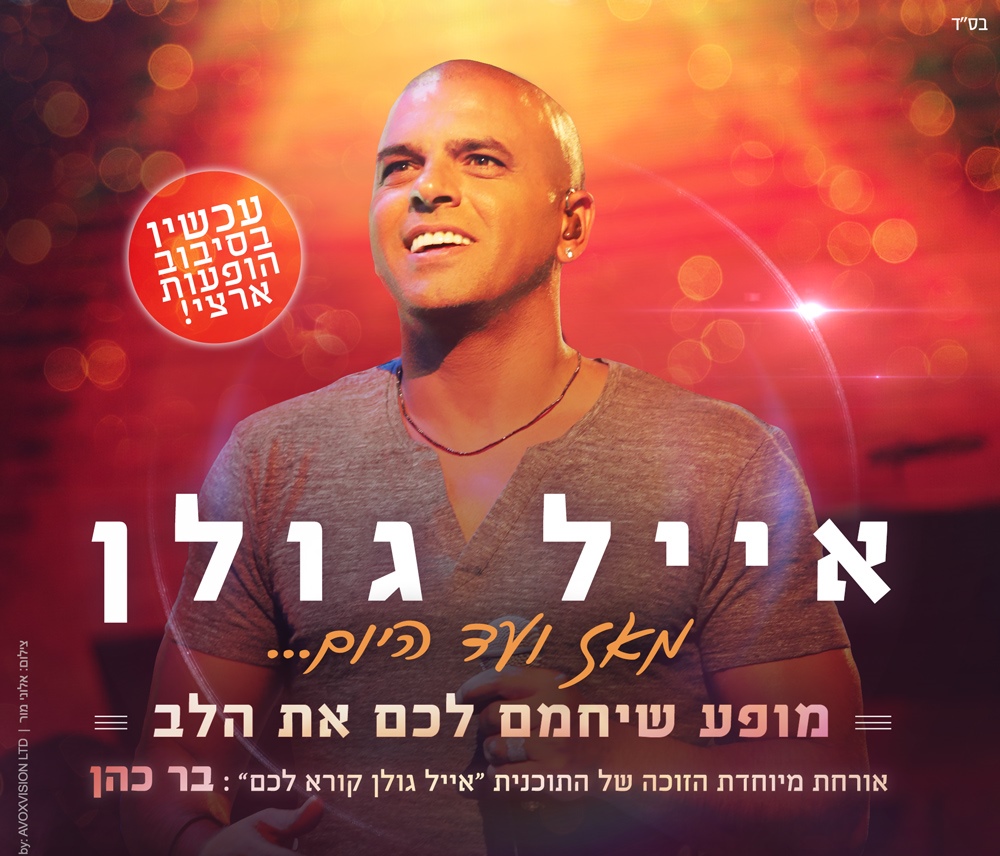 בס״ד
עכשיו
בסיבוב
הופעות
ארצי!
אייל גולן
מאז ועד היום...
מופע שיחמם לכם את הלב
אורחת מיוחדת הזוכה של התוכנית ״אייל גולן קורא לכם״ : בר כהן
by: AVOXVISION LTD | צילום: אלוני מור